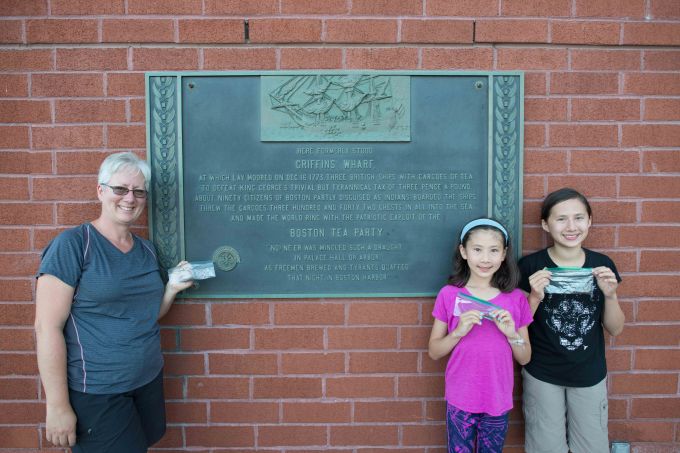 HERE FORMERLY STOOD
GRIFFINS WHARF
AT WHICH LAY MOORED ON DEC. 16, 1773, THREE BRITISH SHIPS WITH CARGOES OF TEA.
TO DEFEAT KING GEORGE'S TRIVIAL BUT TYRANNICAL TAX OF THREE PENCE A POUND,
ABOUT NINETY CITIZENS OF BOSTON PARTLY DISGUISED AS INDIANS, BOARDED THE SHIPS
THREW THE CARGOES, THREE HUNDRED AND FORTY TWO CHESTS IN ALL, INTO THE SEA
AND MADE THE WORLD RING WITH THE PATRIOTIC EXPLOIT OF THE
BOSTON TEA PARTY
"NO! NE'ER WAS MINGLED SUCH A DRAUGHT
IN PALACE, HALL, OR ARBOR,
AS FREEMEN BREWED AND TYRANTS QUAFFED
THAT NIGHT IN BOSTON HARBOR."